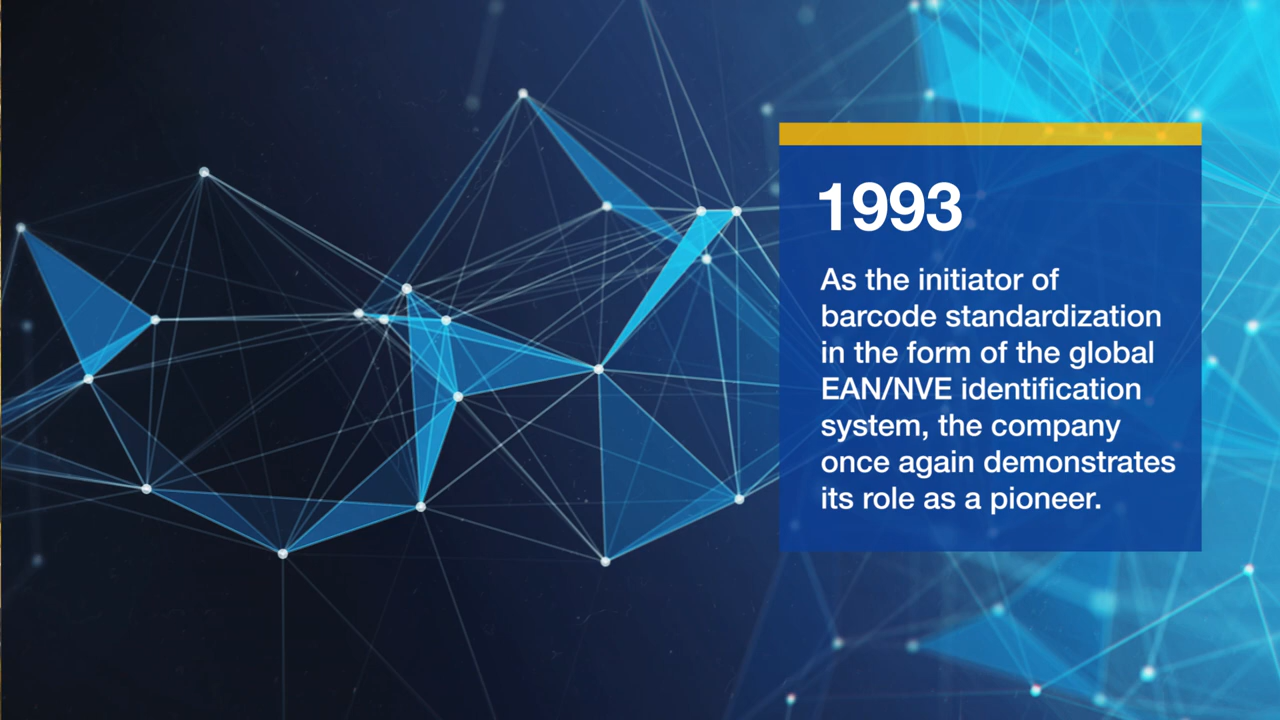 1993
As the initiator of
barcode standardization
in the form of the global
EAN/NVE identification
system, the company
once again demonstrates
its role as a pioneer.